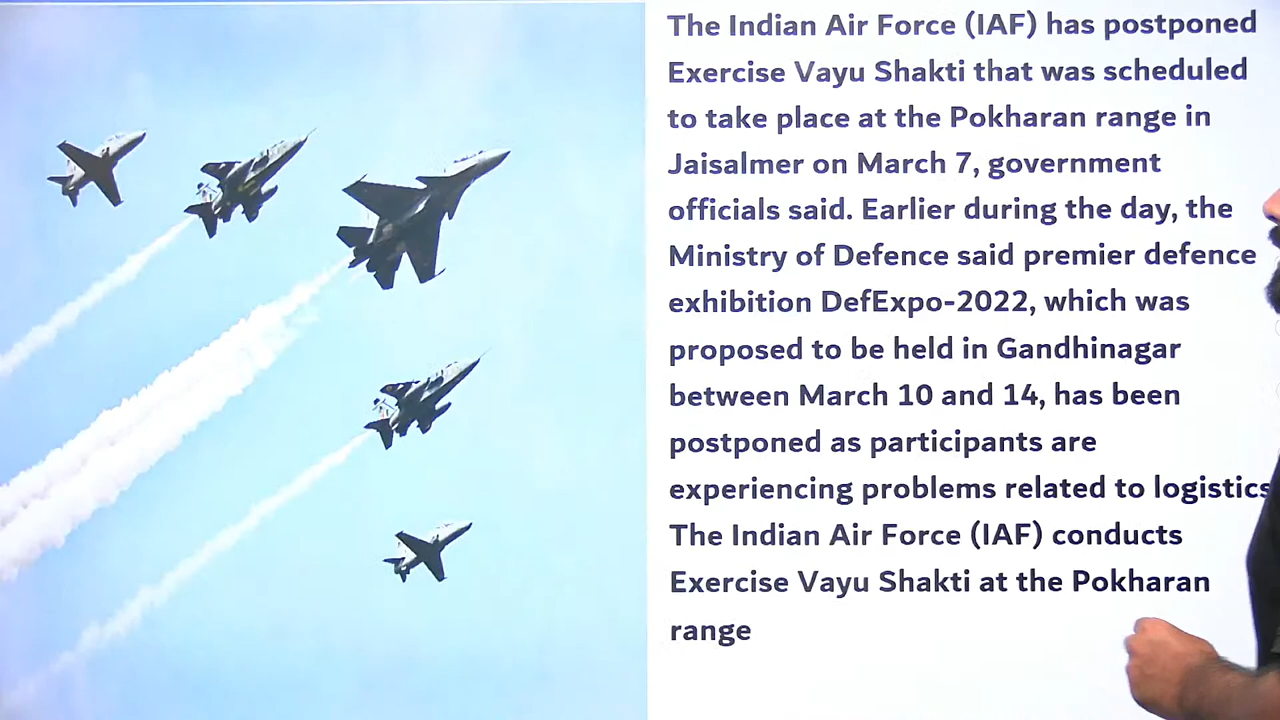 The Indian Air Force (IAF) has postponed
Exercise Vayu Shakti that was scheduled
to take place at the Pokharan range in
Jaisalmer on March 7, government
officials said. Earlier during the day, the
Ministry of Defence said premier defence
exhibition DefExpo-2022, which was
proposed to be held in Gandhinagar
between March 10 and 14, has been
postponed as participants are
experiencing problems related to logistics
The Indian Air Force (IAF) conducts
Exercise Vayu Shakti at the Pokharan
range